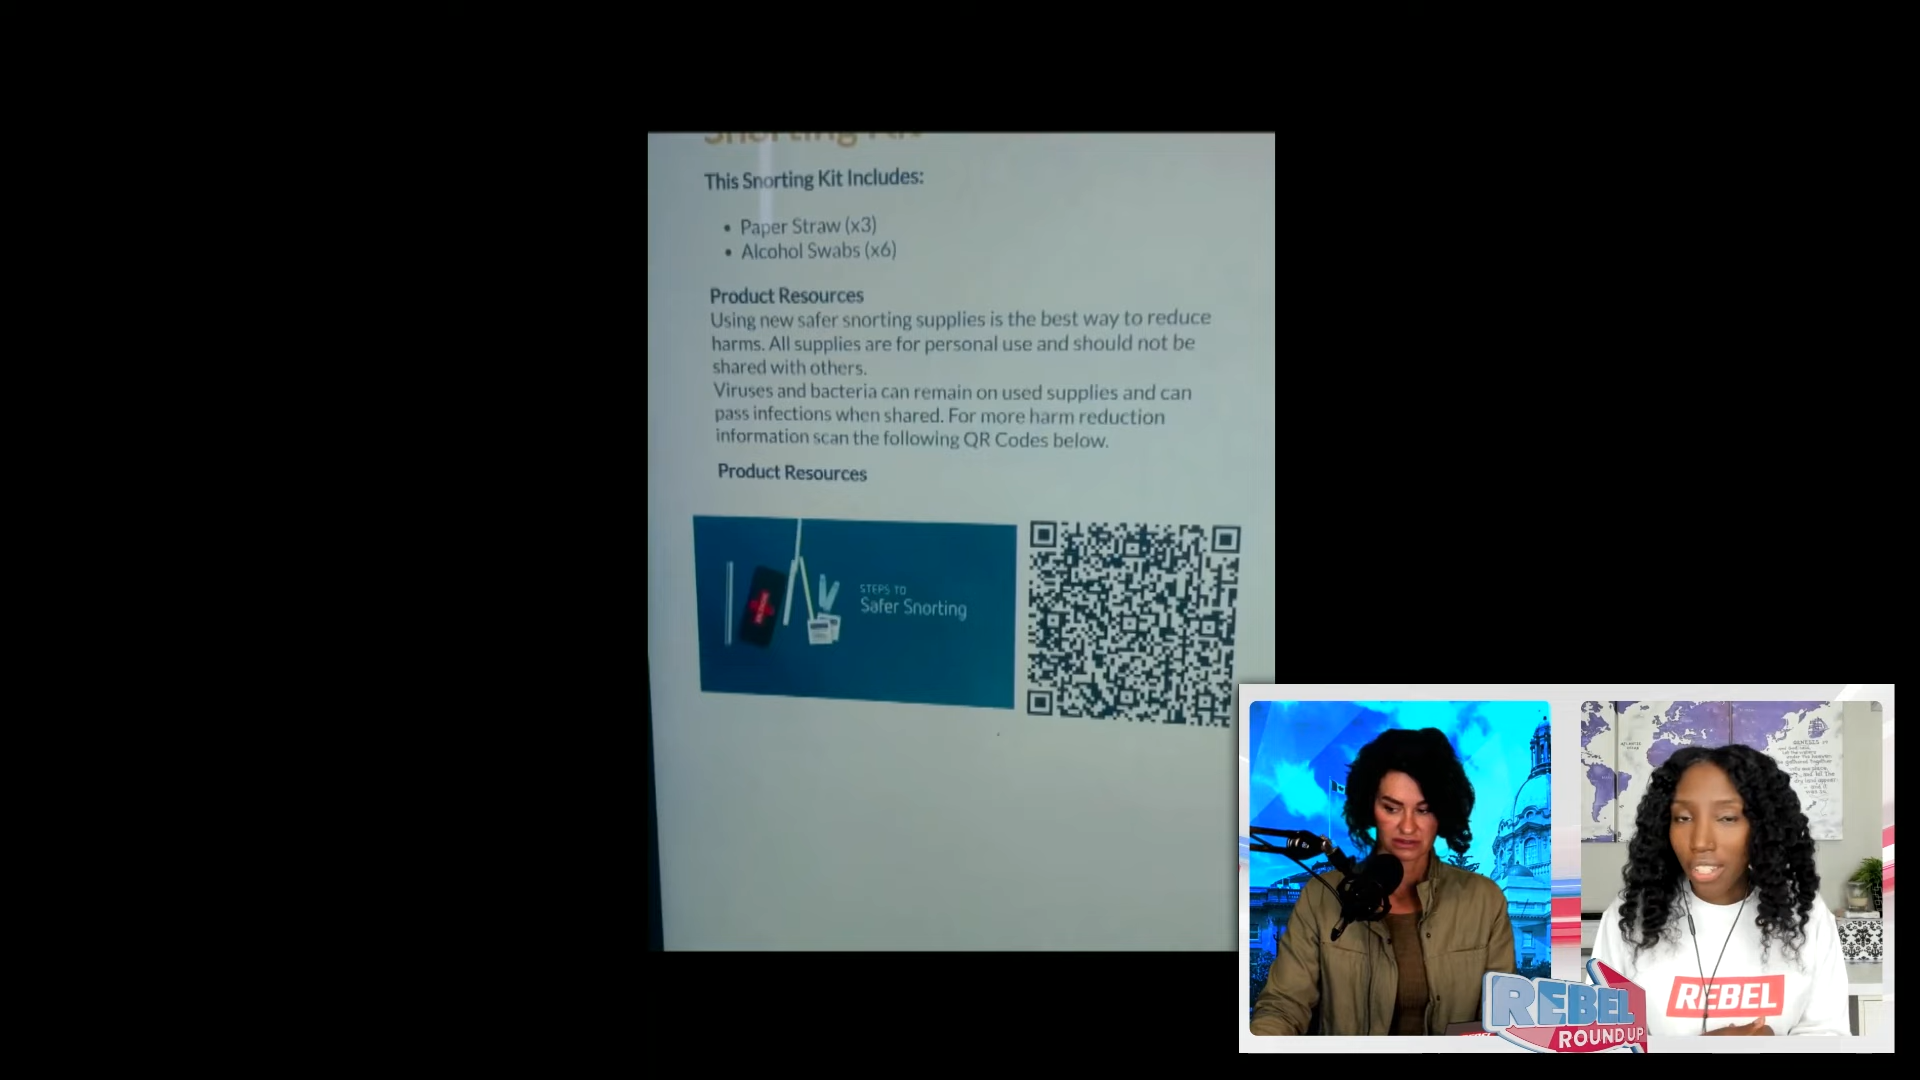 Snorting Kit
This Snorting Kit Includes:
• Paper Straw (x3)
• Alcohol Swabs (x6)
Product Resources
Using new safer snorting supplies is the best way to reduce
harms. All supplies are for personal use and should not be
shared with others.
Viruses and bacteria can remain on used supplies and can
pass infections when shared. For more harm reduction
information scan the following QR Codes below.
Product Resources
STEPS TO
Safer Snorting
REBEL
ROUNDUP
REBEL